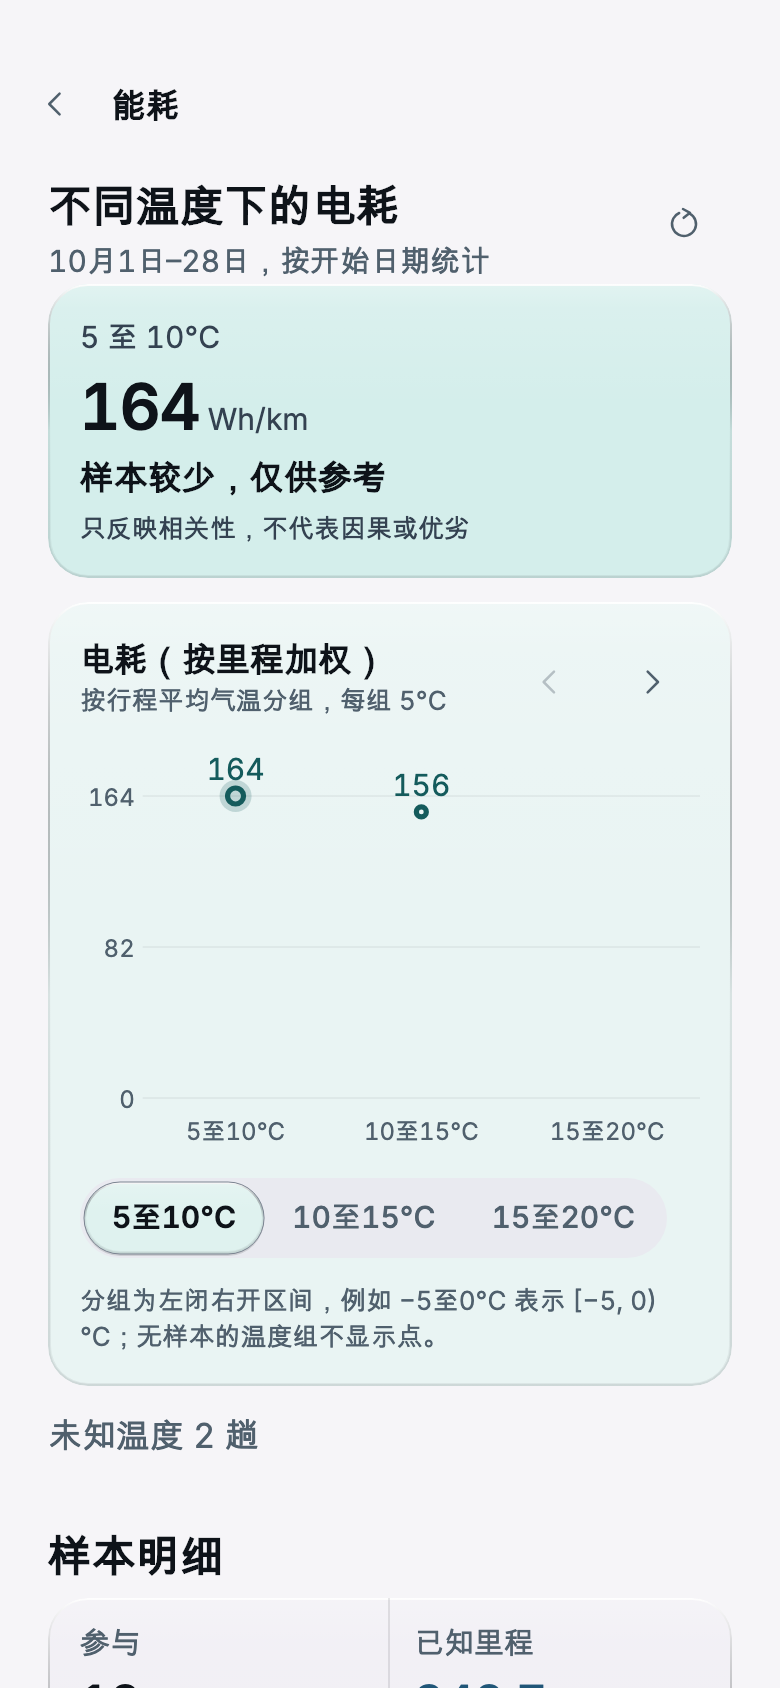 能耗
不同温度下的电耗
10月1日–28日，按开始日期统计
5 至 10°C
164 Wh/km
样本较少，仅供参考
只反映相关性，不代表因果或优劣
电耗（按里程加权）
按行程平均气温分组，每组 5°C
164
156
164
82
0
5至10°C
10至15°C
15至20°C
5至10°C
10至15°C
15至20°C
分组为左闭右开区间，例如 −5至0°C 表示 [−5, 0)
°C；无样本的温度组不显示点。
未知温度 2 趟
样本明细
参与
已知里程